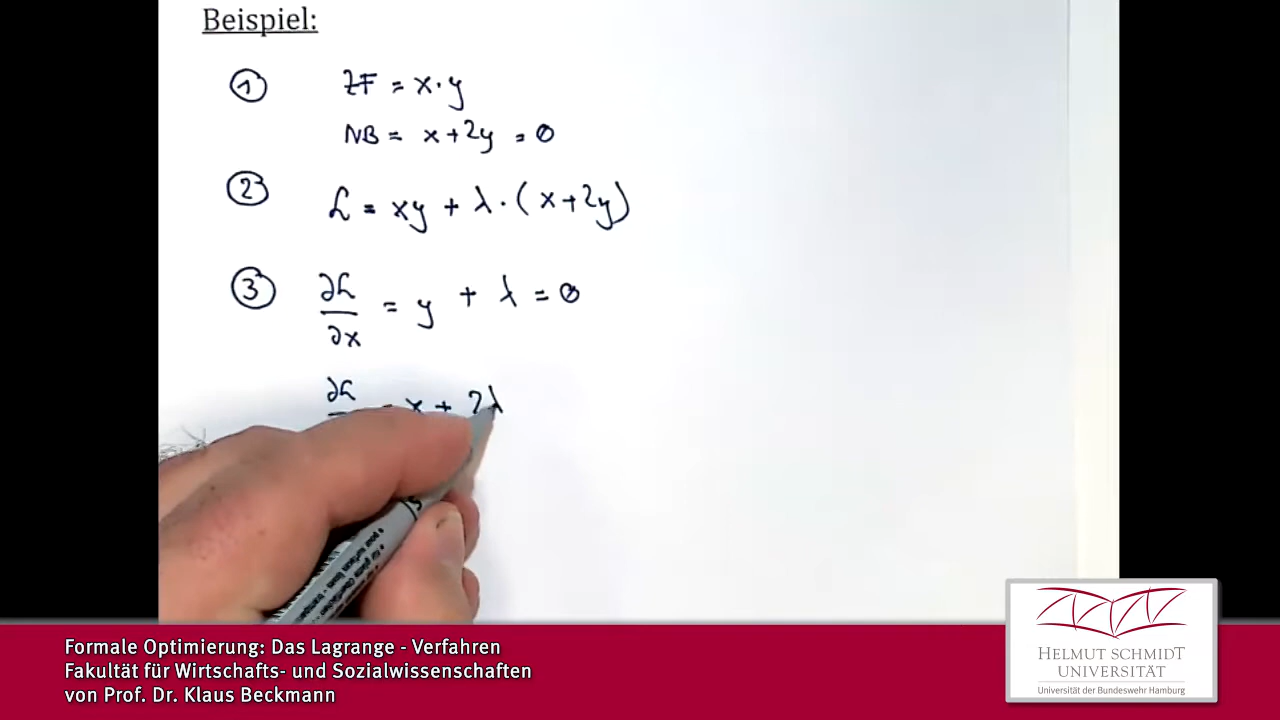 Beispiel:
① ZF = x·y
NB = x+2y = 0
② L = xy + λ·(x+2y)
③ ∂L/∂x = y + λ = 0
∂L = x + 2λ
Formale Optimierung: Das Lagrange - Verfahren
Fakultät für Wirtschafts- und Sozialwissenschaften
von Prof. Dr. Klaus Beckmann
HELMUT SCHMIDT
UNIVERSITÄT
Universität der Bundeswehr Hamburg